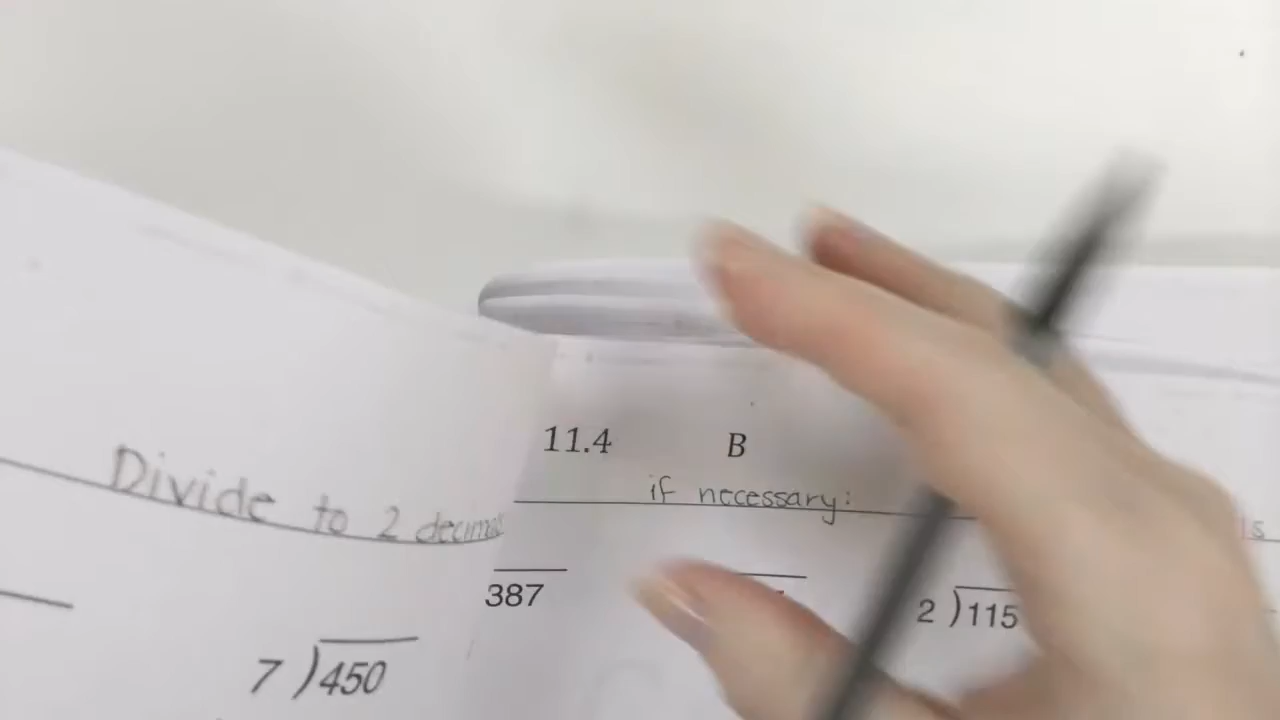 11.4 B
Divide to 2 decimals if necessary:
387
2)115
7)450